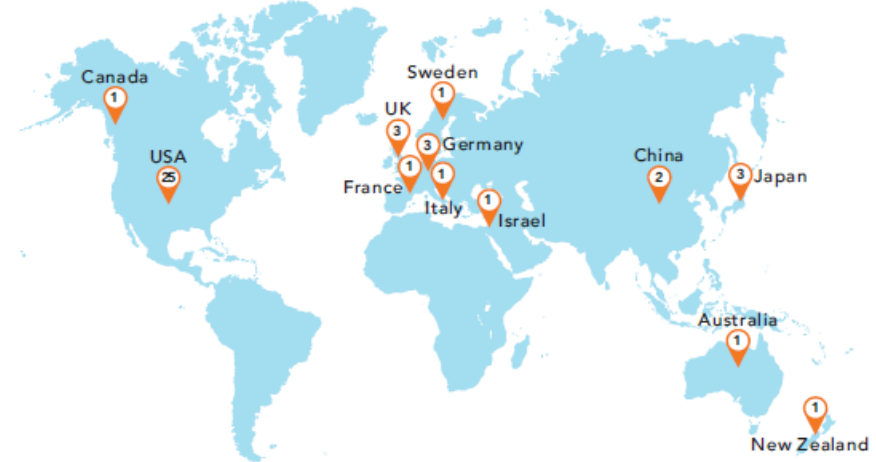 Canada
1
USA
25
Sweden
1
UK
3
3
Germany
France
1
1
Italy
1
Israel
China
2
3
Japan
Australia
1
1
New Zealand